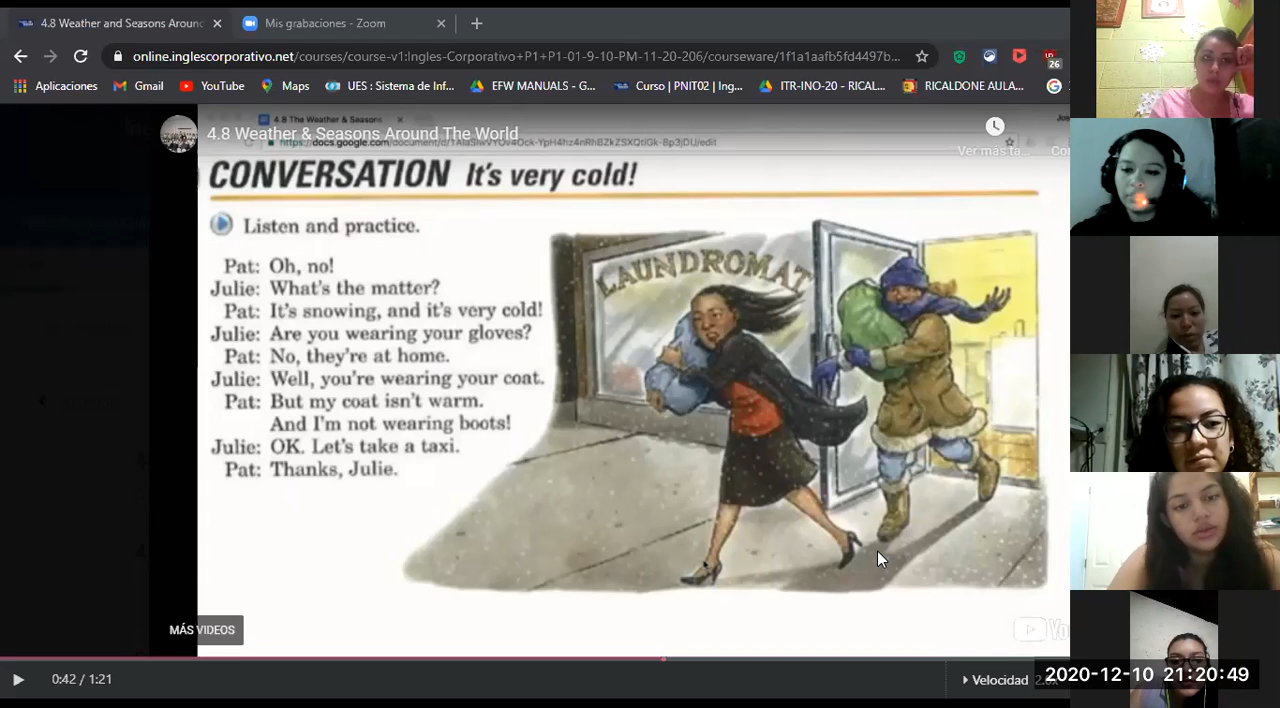 4.8 Weather and Seasons Around
Mis grabaciones - Zoom
online.inglescorporativo.net/courses/course-v1:Ingles-Corporativo+P1+P1-01-9-10-PM-11-20-206/courseware/1f1a1aafb5fd4497b...
26
Aplicaciones
Gmail
YouTube
Maps
UES : Sistema de Inf...
EFW MANUALS - G...
Curso | PNIT02 | Ing...
ITR-INO-20 - RICAL...
RICALDONE AULA...
4.8 The Weather & Seasons
4.8 Weather & Seasons Around The World
Ver más ta...
CONVERSATION It's very cold!
Listen and practice.
Pat: Oh, no!
Julie: What's the matter?
Pat: It's snowing, and it's very cold!
Julie: Are you wearing your gloves?
Pat: No, they're at home.
Julie: Well, you're wearing your coat.
Pat: But my coat isn't warm.
And I'm not wearing boots!
Julie: OK. Let's take a taxi.
Pat: Thanks, Julie.
LAUNDROMAT
MÁS VIDEOS
0:42 / 1:21
Velocidad
2020-12-10 21:20:49